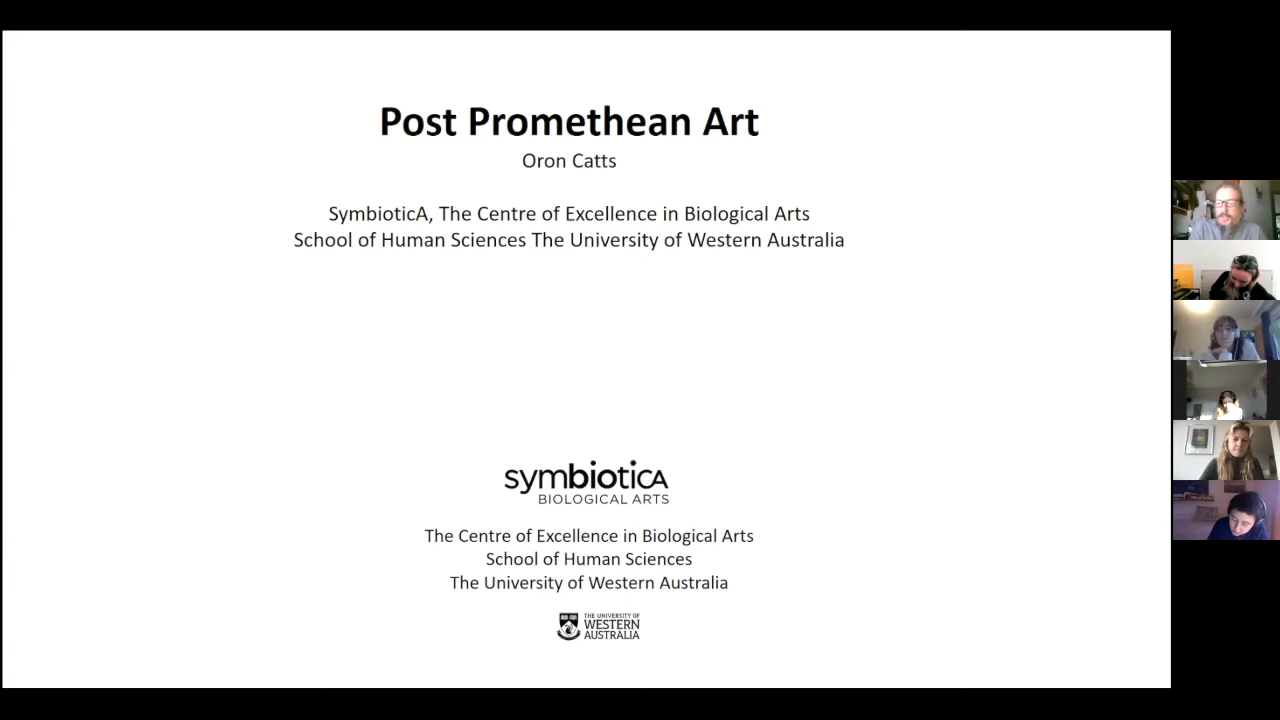 Post Promethean Art
Oron Catts
SymbioticA, The Centre of Excellence in Biological Arts
School of Human Sciences The University of Western Australia
symbioticA
BIOLOGICAL ARTS
The Centre of Excellence in Biological Arts
School of Human Sciences
The University of Western Australia
THE UNIVERSITY OF
WESTERN
AUSTRALIA